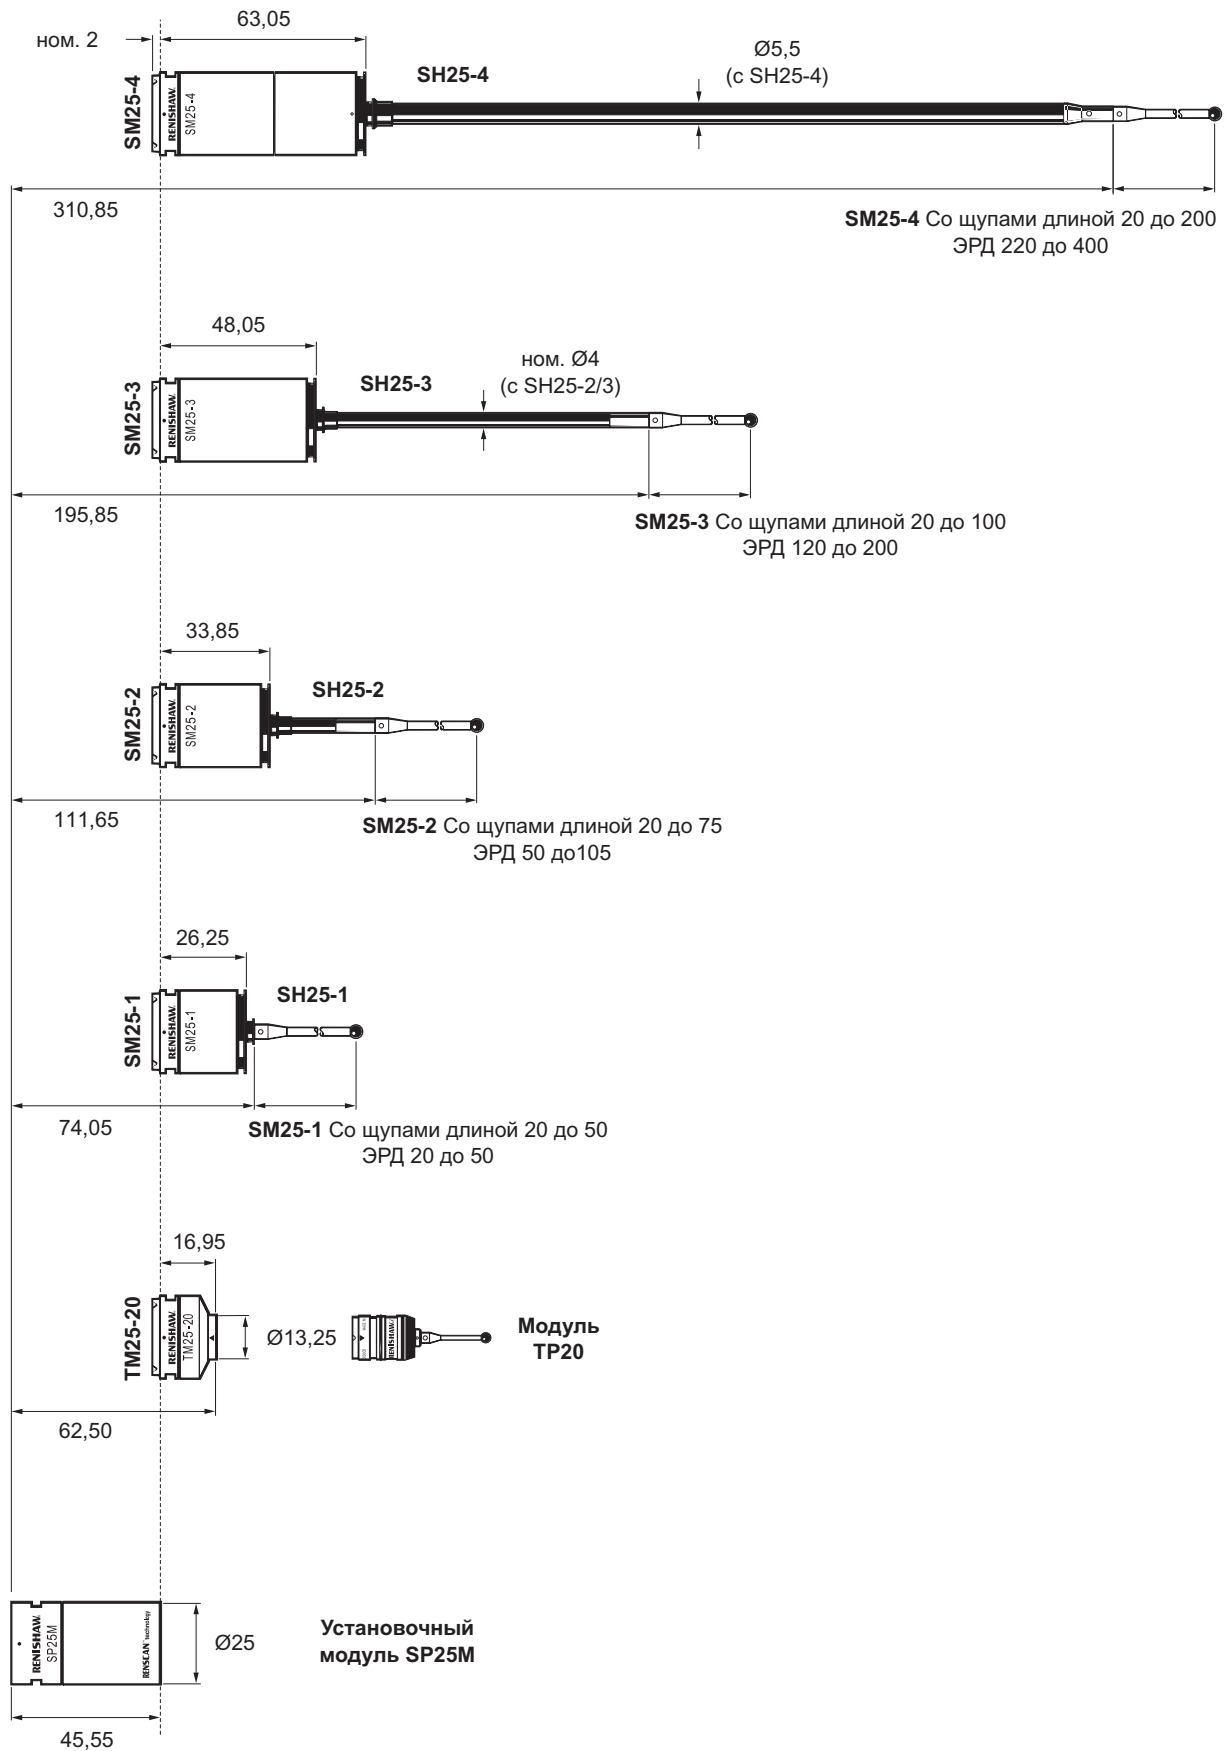 63,05
ном. 2
SM25-4
RENISHAW.
SM25-4
SH25-4
Ø5,5
(с SH25-4)
310,85
SM25-4 Со щупами длиной 20 до 200
ЭРД 220 до 400
48,05
SM25-3
RENISHAW.
SM25-3
SH25-3
ном. Ø4
(с SH25-2/3)
195,85
SM25-3 Со щупами длиной 20 до 100
ЭРД 120 до 200
33,85
SM25-2
RENISHAW.
SM25-2
SH25-2
111,65
SM25-2 Со щупами длиной 20 до 75
ЭРД 50 до105
26,25
SM25-1
RENISHAW.
SM25-1
SH25-1
74,05
SM25-1 Со щупами длиной 20 до 50
ЭРД 20 до 50
16,95
TM25-20
RENISHAW.
TM25-20
Ø13,25
RENISHAW
Модуль
TP20
62,50
RENISHAW.
SP25M
RENSCAN technology
Ø25
Установочный
модуль SP25M
45,55